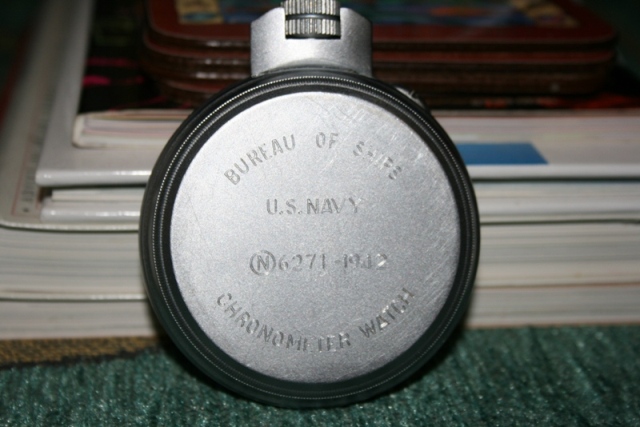 BUREAU OF SHIPS
U.S. NAVY
Ⓝ6271-1942
CHRONOMETER WATCH